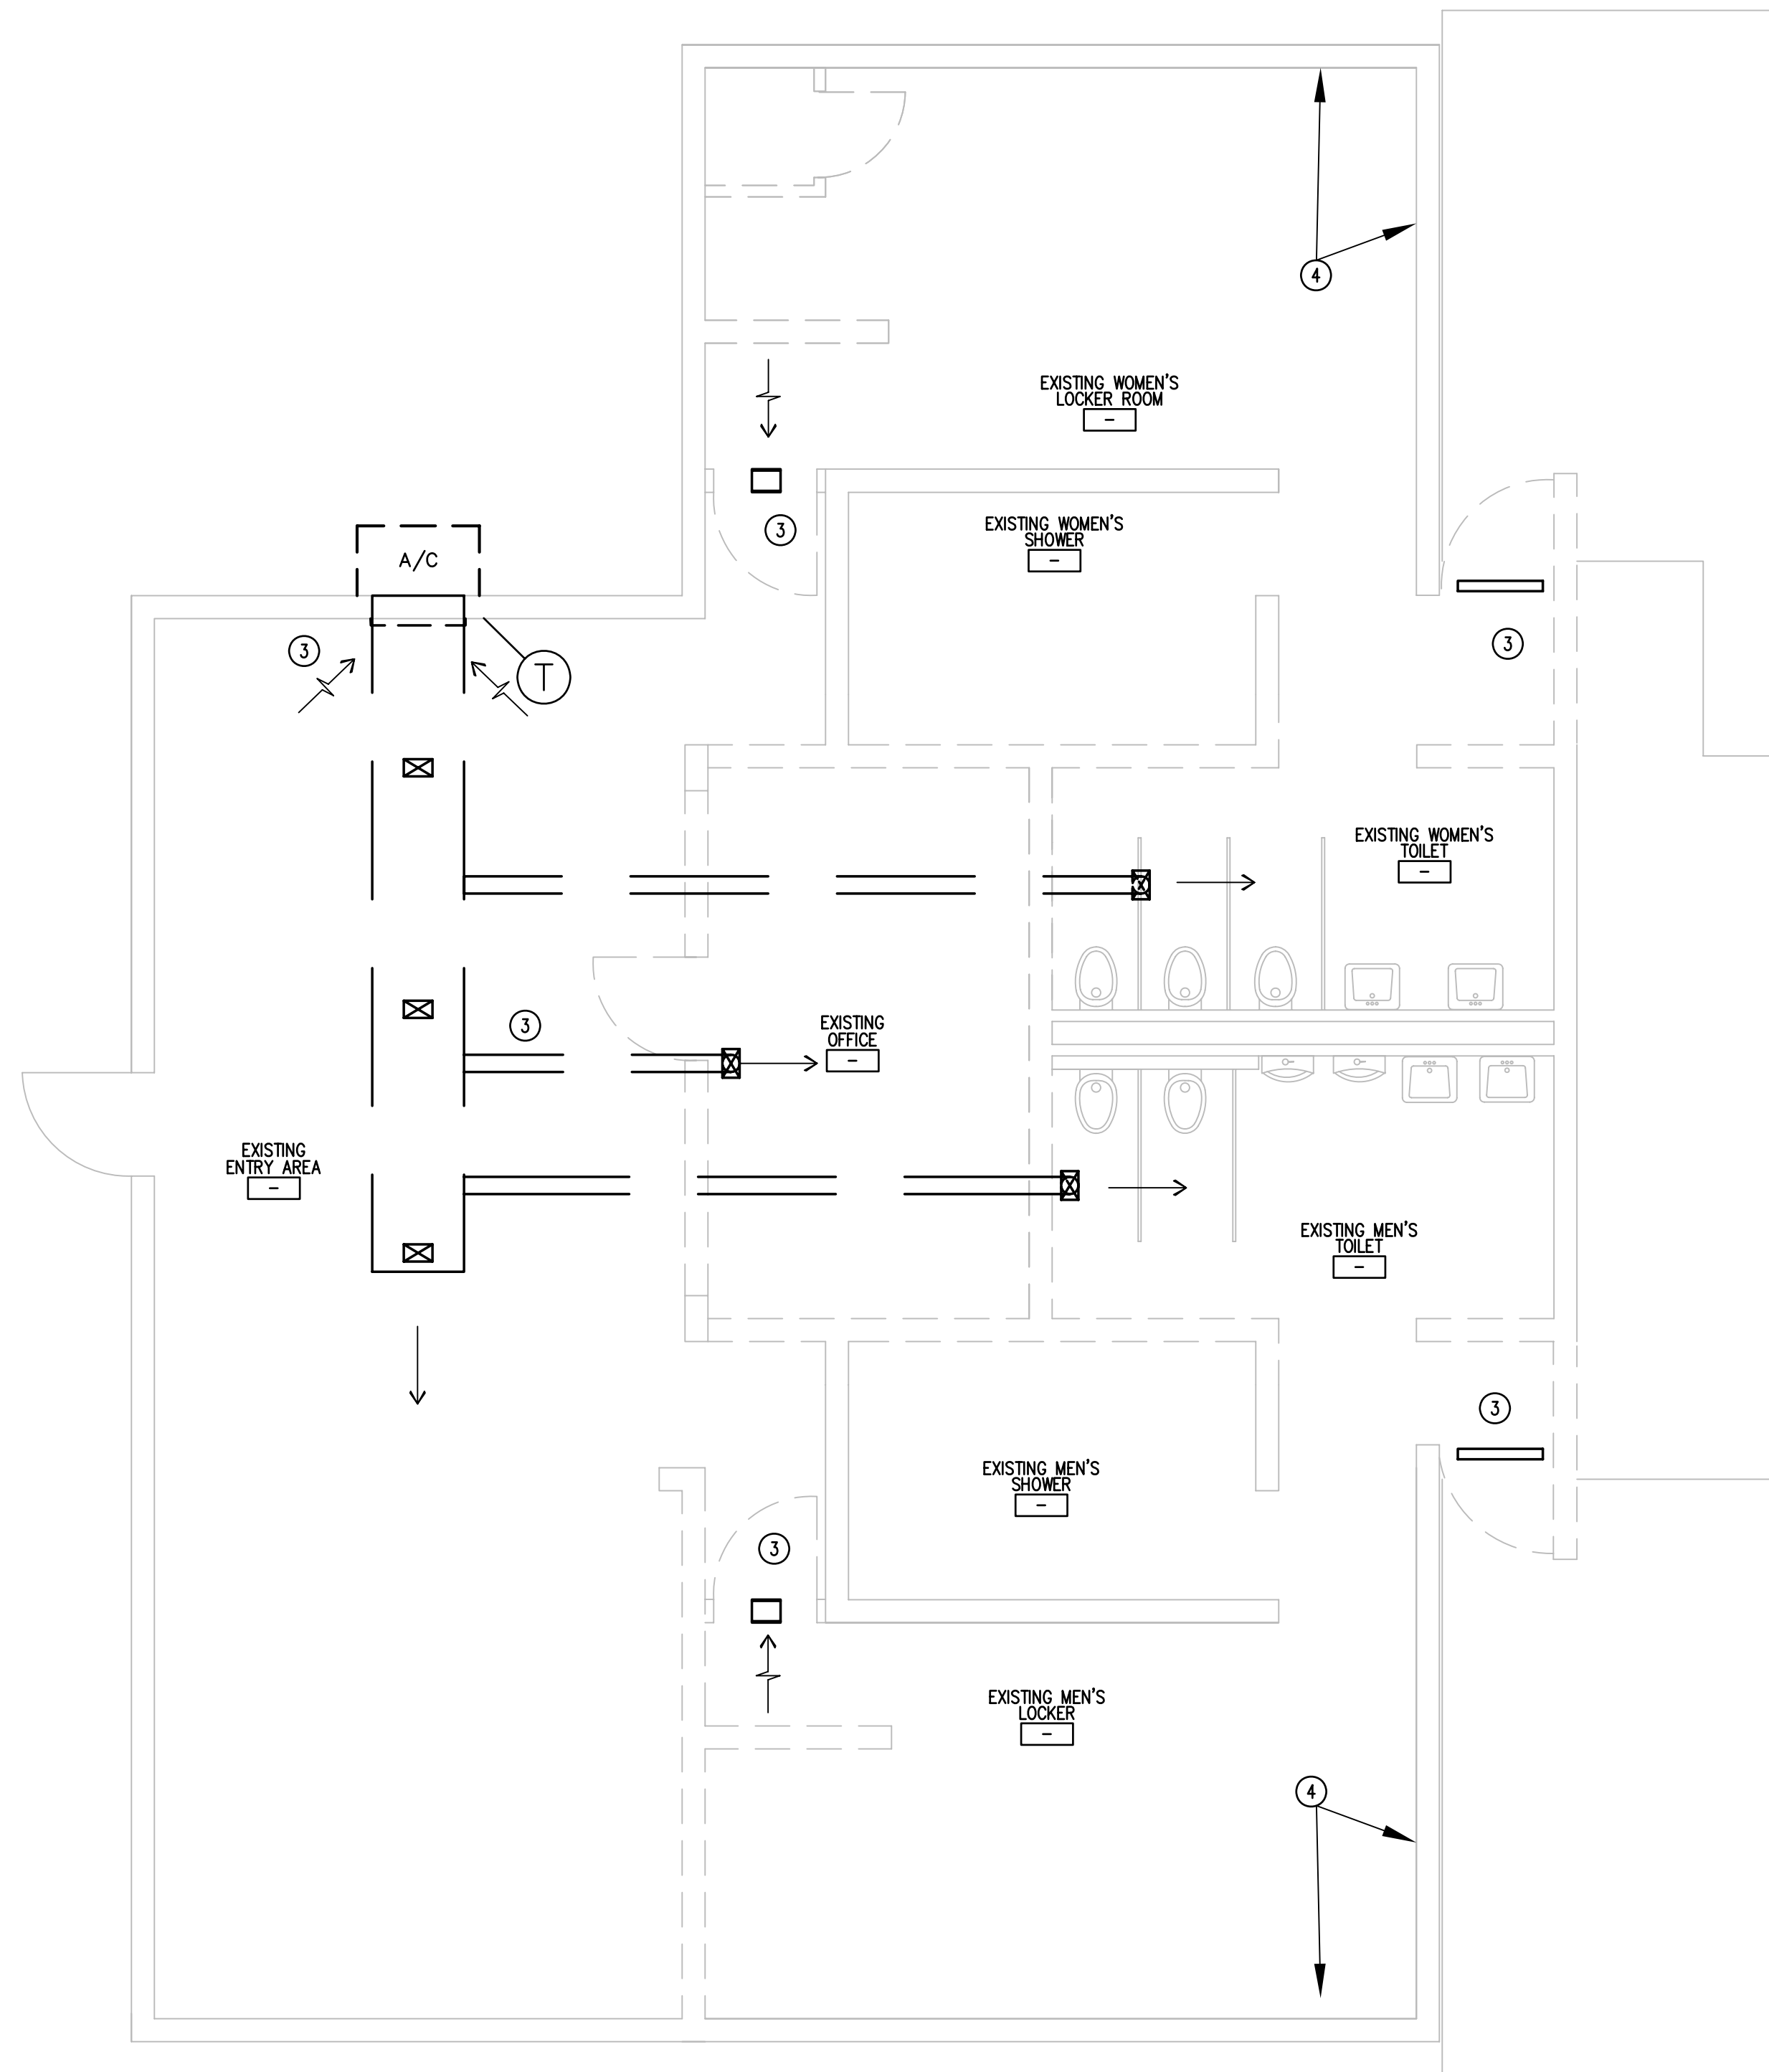 4
EXISTING WOMEN'S
LOCKER ROOM
-
3
EXISTING WOMEN'S
SHOWER
-
A/C
3
T
3
EXISTING WOMEN'S
TOILET
-
3
EXISTING
OFFICE
-
EXISTING
ENTRY AREA
-
EXISTING MEN'S
TOILET
-
3
EXISTING MEN'S
SHOWER
-
3
EXISTING MEN'S
LOCKER
-
4